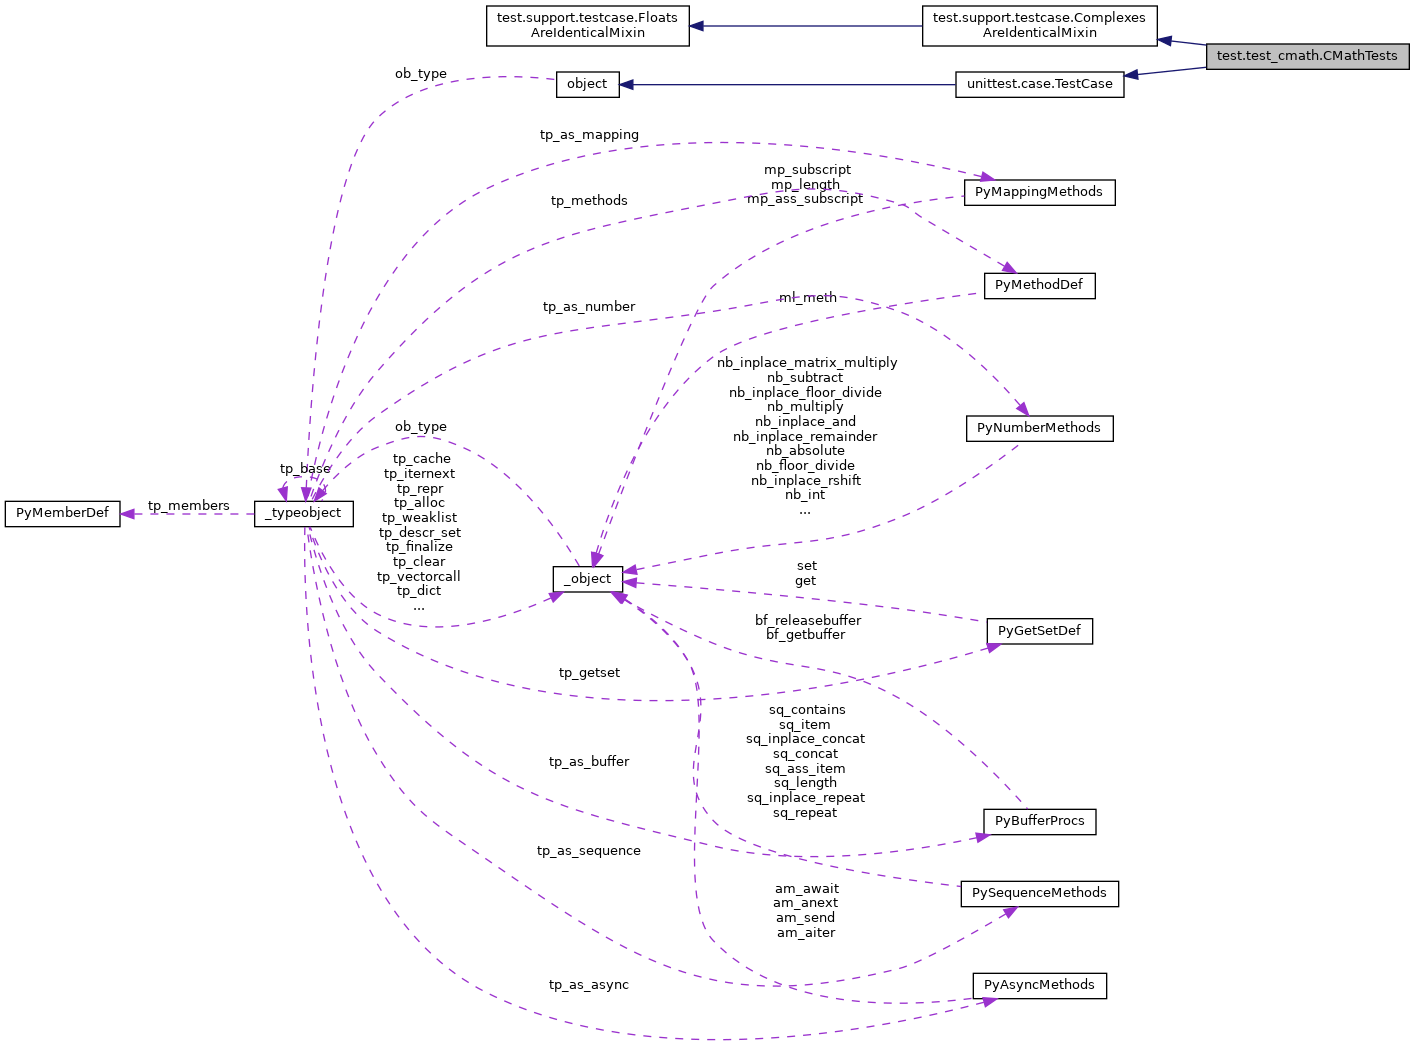 test.support.testcase.Floats
AreIdenticalMixin
test.support.testcase.Complexes
AreIdenticalMixin
test.test_cmath.CMathTests
ob_type
object
unittest.case.TestCase
tp_as_mapping
mp_subscript
mp_length
mp_ass_subscript
PyMappingMethods
tp_methods
PyMethodDef
ml_meth
tp_as_number
nb_inplace_matrix_multiply
nb_subtract
nb_inplace_floor_divide
nb_multiply
nb_inplace_and
nb_inplace_remainder
nb_absolute
nb_floor_divide
nb_inplace_rshift
nb_int
...
PyNumberMethods
ob_type
tp_base
tp_cache
tp_iternext
tp_repr
tp_alloc
tp_weaklist
tp_descr_set
tp_finalize
tp_clear
tp_vectorcall
tp_dict
...
PyMemberDef
tp_members
_typeobject
_object
set
get
bf_releasebuffer
bf_getbuffer
PyGetSetDef
tp_getset
sq_contains
sq_item
sq_inplace_concat
sq_concat
sq_ass_item
sq_length
sq_inplace_repeat
sq_repeat
tp_as_buffer
PyBufferProcs
tp_as_sequence
PySequenceMethods
am_await
am_anext
am_send
am_aiter
tp_as_async
PyAsyncMethods